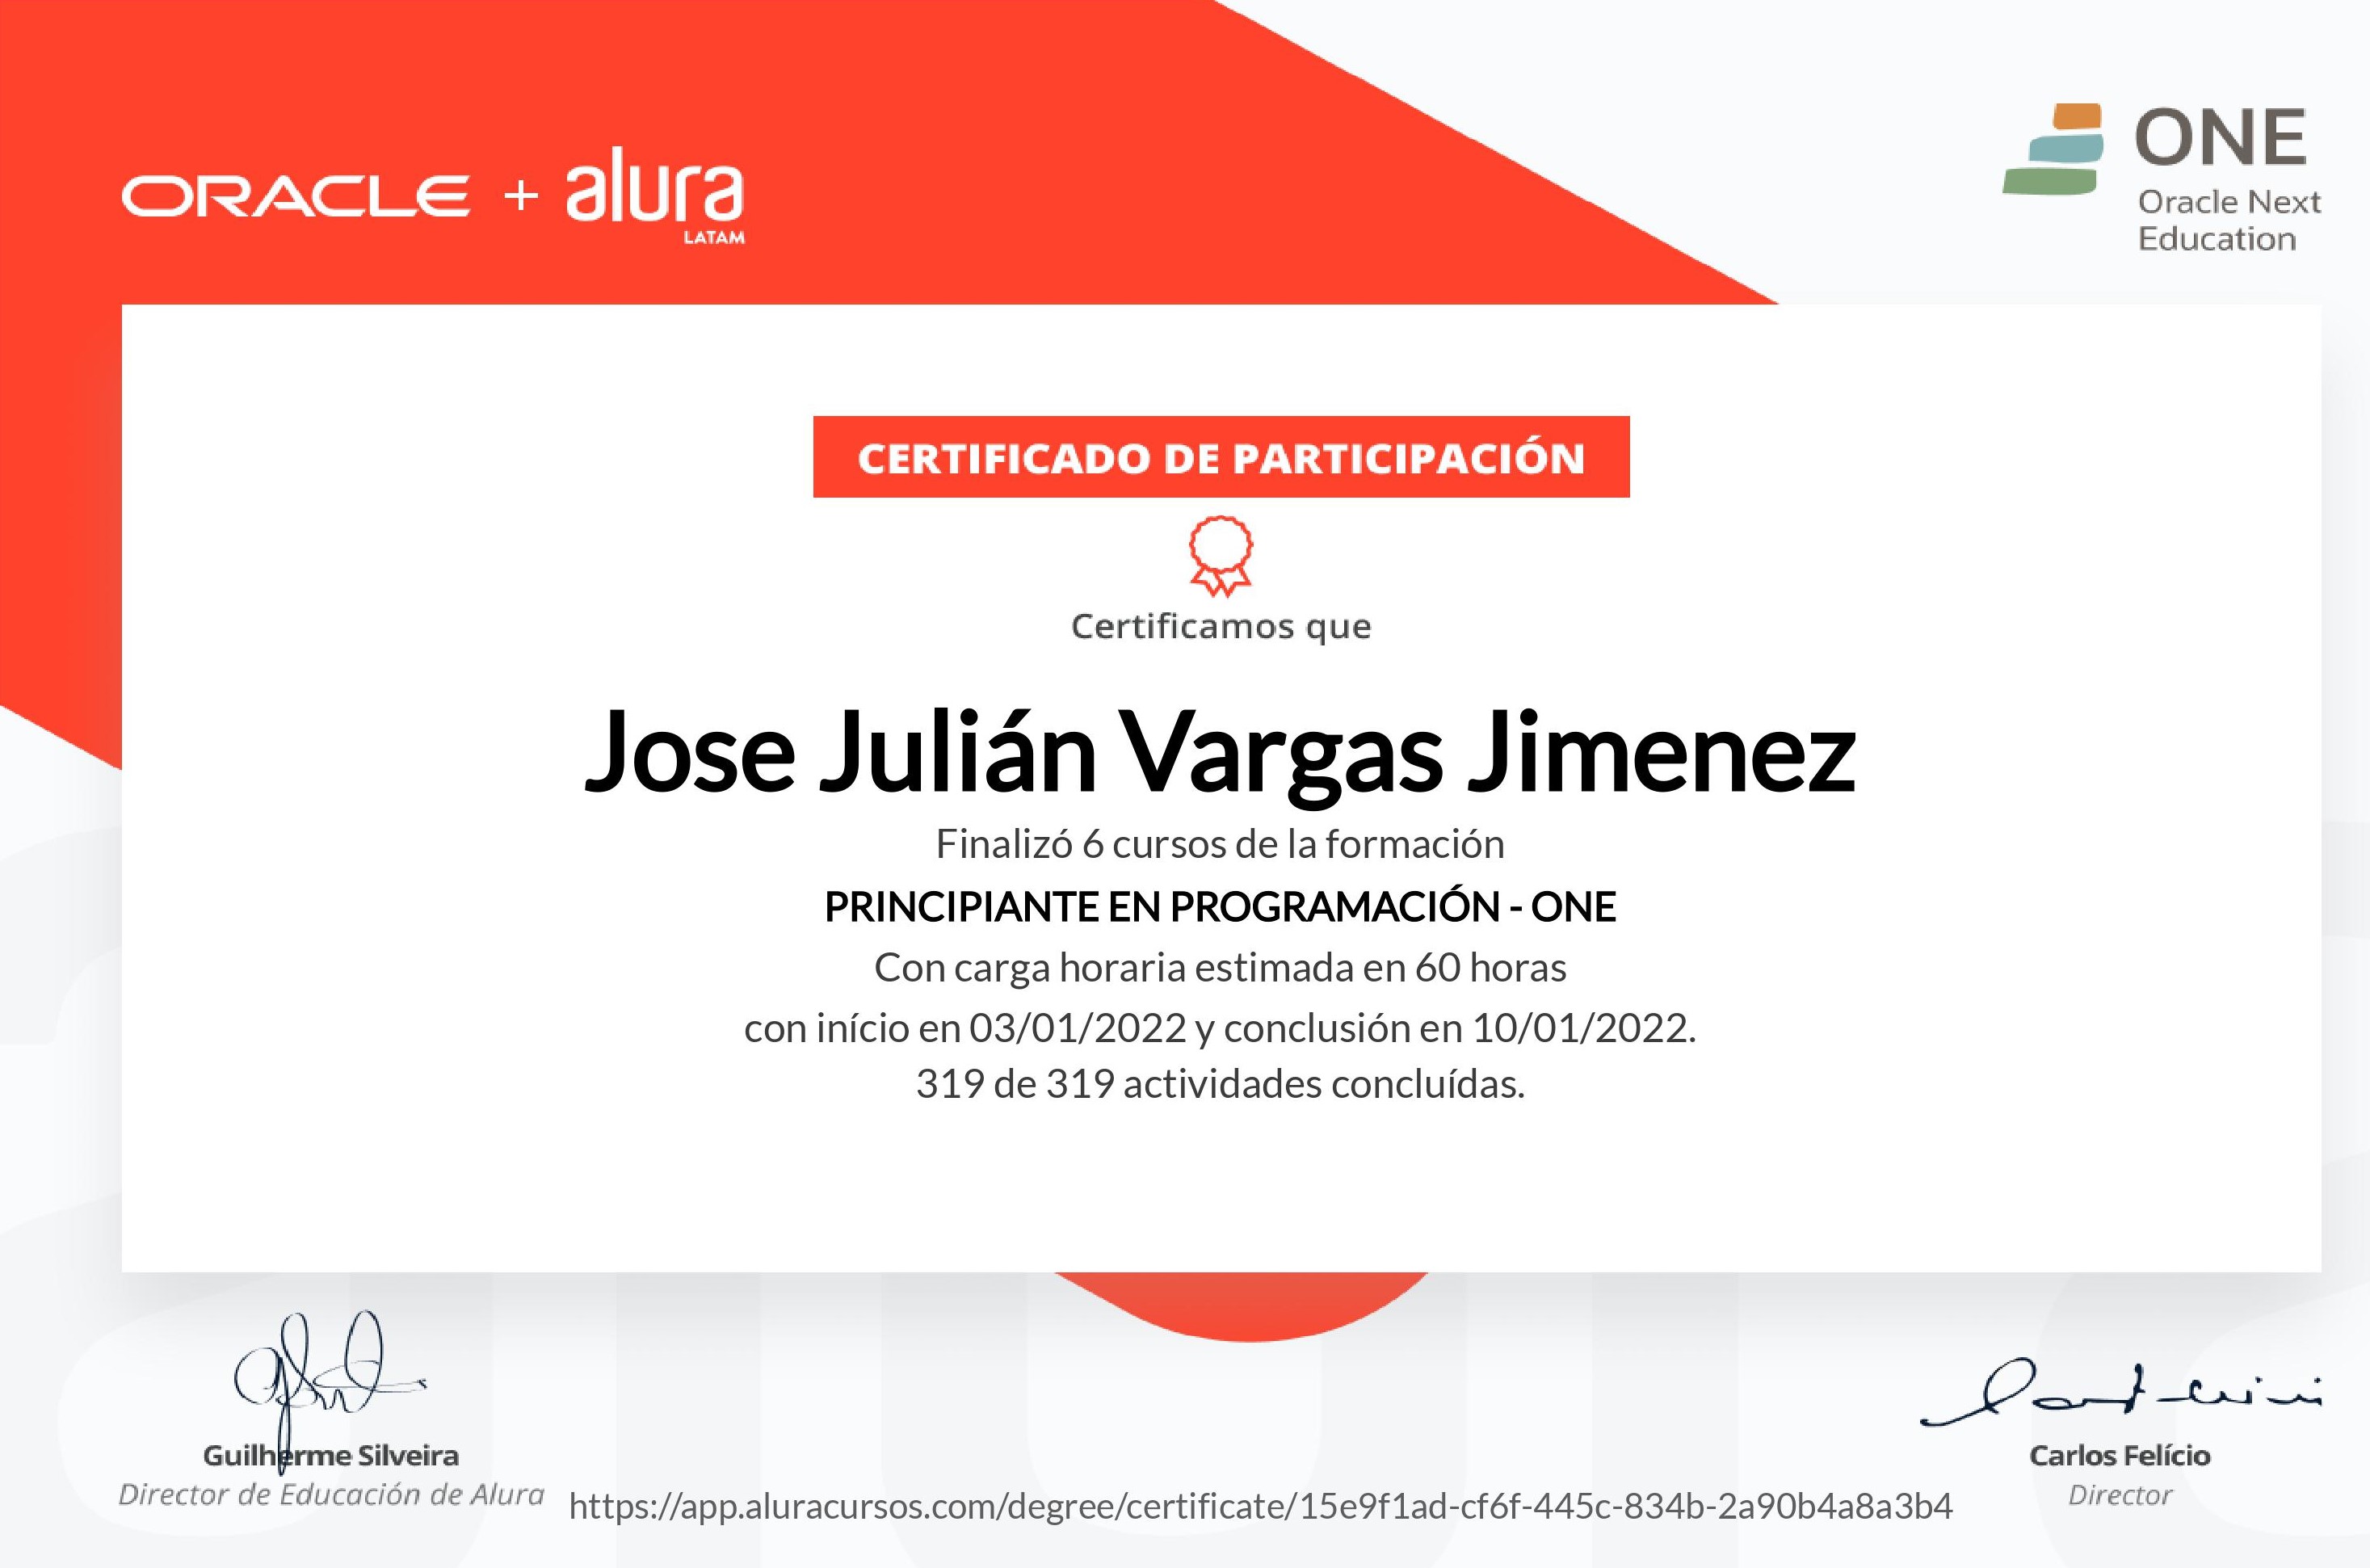 ORACLE + alura
LATAM
ONE
Oracle Next
Education
CERTIFICADO DE PARTICIPACIÓN
Certificamos que
Jose Julián Vargas Jimenez
Finalizó 6 cursos de la formación
PRINCIPIANTE EN PROGRAMACIÓN - ONE
Con carga horaria estimada en 60 horas
con início en 03/01/2022 y conclusión en 10/01/2022.
319 de 319 actividades concluídas.
Guilherme Silveira
Director de Educación de Alura
https://app.aluracursos.com/degree/certificate/15e9f1ad-cf6f-445c-834b-2a90b4a8a3b4
Carlos Felício
Director